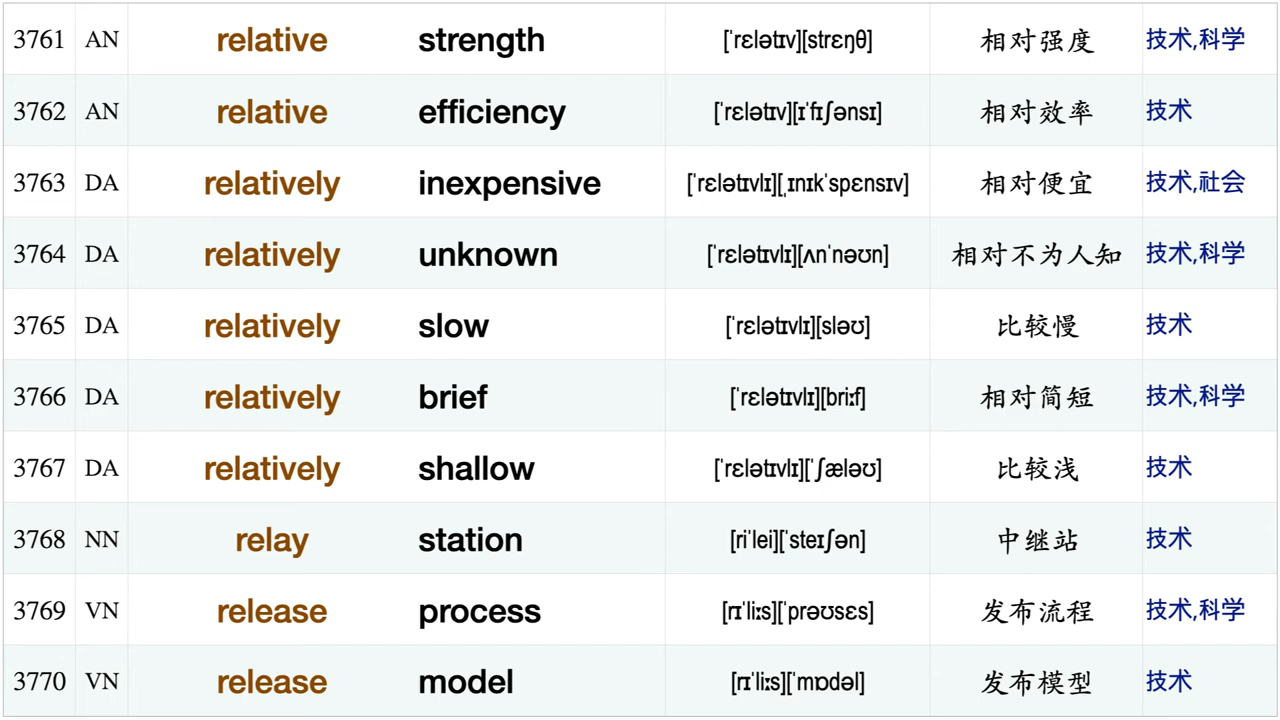 3761 AN relative strength [ˈrɛlətɪv][strɛŋθ] 相对强度 技术,科学
3762 AN relative efficiency [ˈrɛlətɪv][ɪˈfɪʃənsɪ] 相对效率 技术
3763 DA relatively inexpensive [ˈrɛlətɪvlɪ][ˌɪnɪkˈspɛnsɪv] 相对便宜 技术,社会
3764 DA relatively unknown [ˈrɛlətɪvlɪ][ʌnˈnəʊn] 相对不为人知 技术,科学
3765 DA relatively slow [ˈrɛlətɪvlɪ][sləʊ] 比较慢 技术
3766 DA relatively brief [ˈrɛlətɪvlɪ][briːf] 相对简短 技术,科学
3767 DA relatively shallow [ˈrɛlətɪvlɪ][ˈʃæləʊ] 比较浅 技术
3768 NN relay station [riˈlei][ˈsteɪʃən] 中继站 技术
3769 VN release process [rɪˈliːs][ˈprəʊsɛs] 发布流程 技术,科学
3770 VN release model [rɪˈliːs][ˈmɒdəl] 发布模型 技术